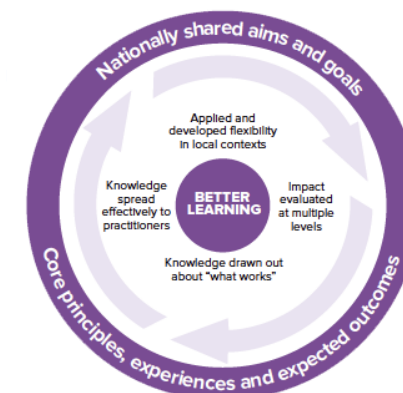 Nationally shared aims and goals
Applied and
developed flexibility
in local contexts
Knowledge
spread
effectively to
practitioners
BETTER
LEARNING
Impact
evaluated
at multiple
levels
Knowledge drawn out
about “what works”
Core principles, experiences and expected outcomes